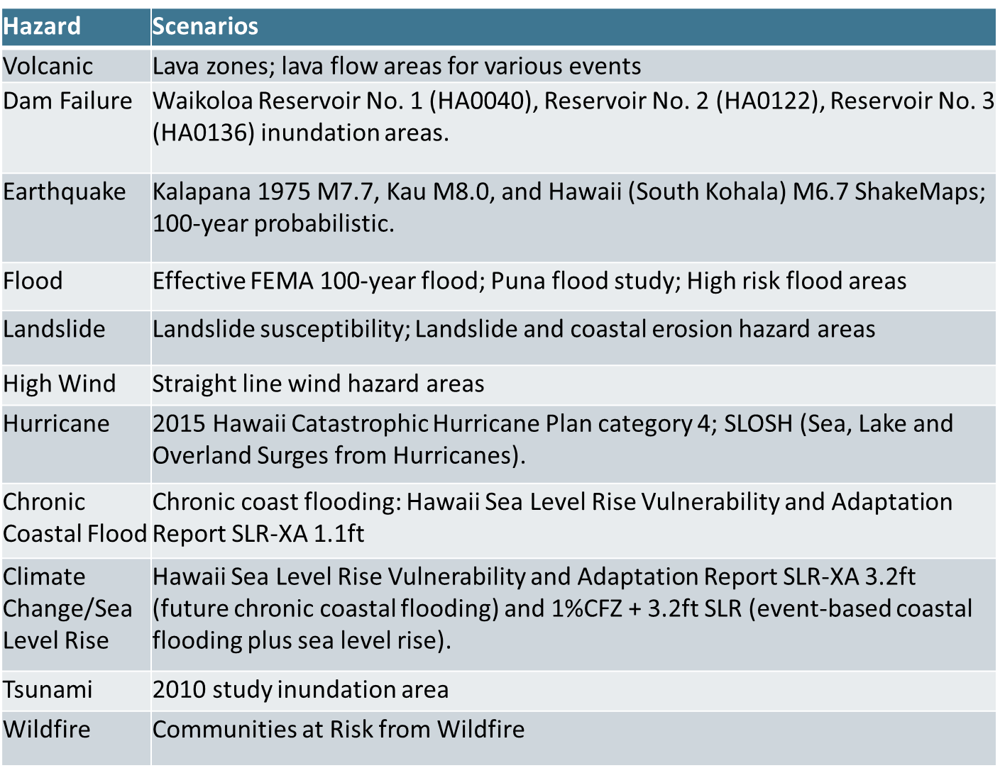 Hazard Scenarios
Volcanic Lava zones; lava flow areas for various events
Dam Failure Waikoloa Reservoir No. 1 (HA0040), Reservoir No. 2 (HA0122), Reservoir No. 3
(HA0136) inundation areas.
Earthquake Kalapana 1975 M7.7, Kau M8.0, and Hawaii (South Kohala) M6.7 ShakeMaps;
100-year probabilistic.
Flood Effective FEMA 100-year flood; Puna flood study; High risk flood areas
Landslide Landslide susceptibility; Landslide and coastal erosion hazard areas
High Wind Straight line wind hazard areas
Hurricane 2015 Hawaii Catastrophic Hurricane Plan category 4; SLOSH (Sea, Lake and
Overland Surges from Hurricanes).
Chronic Chronic coast flooding: Hawaii Sea Level Rise Vulnerability and Adaptation
Coastal Flood Report SLR-XA 1.1ft
Climate Hawaii Sea Level Rise Vulnerability and Adaptation Report SLR-XA 3.2ft
Change/Sea (future chronic coastal flooding) and 1%CFZ + 3.2ft SLR (event-based coastal
Level Rise flooding plus sea level rise).
Tsunami 2010 study inundation area
Wildfire Communities at Risk from Wildfire